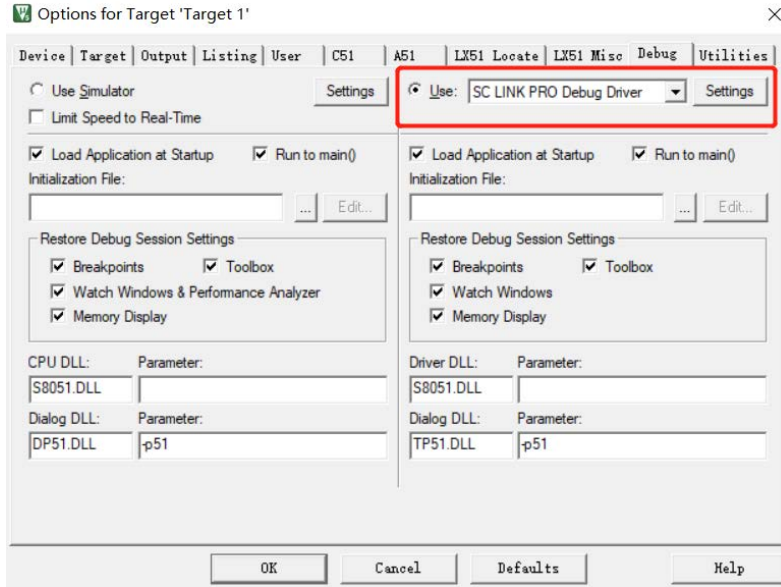 Options for Target 'Target 1'
Device Target Output Listing User C51 A51 LX51 Locate LX51 Misc Debug Utilities
Use Simulator Settings
Limit Speed to Real-Time
Use: SC LINK PRO Debug Driver Settings
Load Application at Startup Run to main()
Initialization File:
... Edit...
Restore Debug Session Settings
Breakpoints Toolbox
Watch Windows & Performance Analyzer
Memory Display
CPU DLL: Parameter:
S8051.DLL
Dialog DLL: Parameter:
DP51.DLL -p51
Load Application at Startup Run to main()
Initialization File:
... Edit...
Restore Debug Session Settings
Breakpoints Toolbox
Watch Windows
Memory Display
Driver DLL: Parameter:
S8051.DLL
Dialog DLL: Parameter:
TP51.DLL -p51
OK Cancel Defaults Help